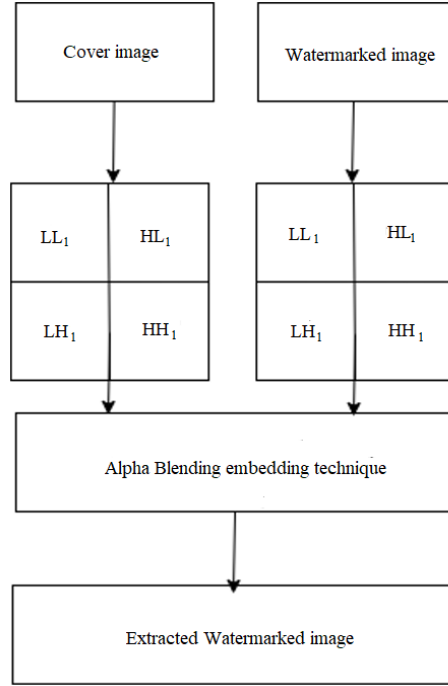 Cover image
Watermarked image
LL1 HL1
LH1 HH1
LL1 HL1
LH1 HH1
Alpha Blending embedding technique
Extracted Watermarked image